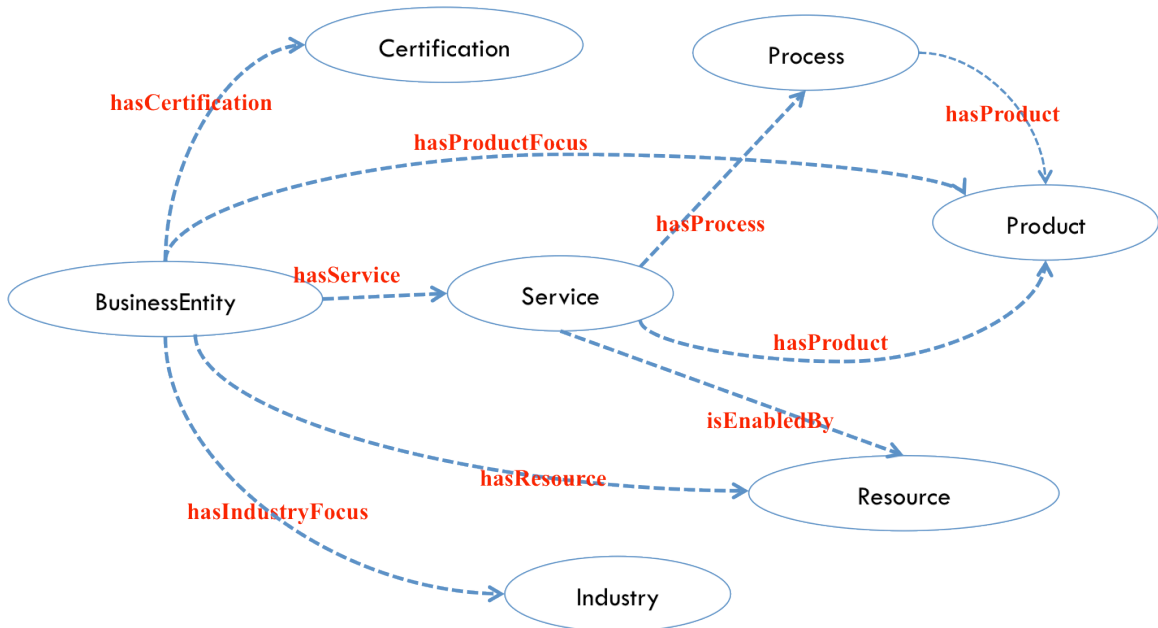 Certification
Process
hasCertification
hasProduct
hasProductFocus
hasProcess
Product
hasService
BusinessEntity
Service
hasProduct
isEnabledBy
hasResource
Resource
hasIndustryFocus
Industry